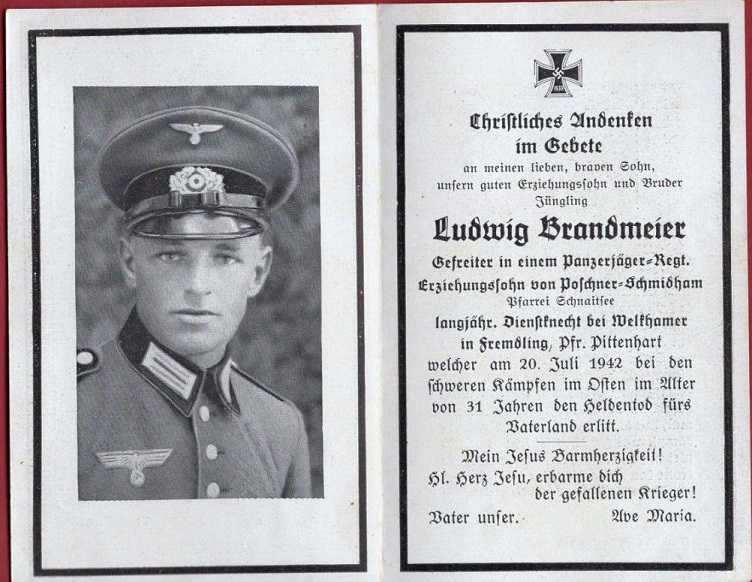 Christliches Andenken
im Gebete
an meinen lieben, braven Sohn,
unsern guten Erziehungssohn und Bruder
Jüngling
Ludwig Brandmeier
Gefreiter in einem Panzerjäger-Regt.
Erziehungssohn von Poschner-Schmidham
Pfarrei Schnaitsee
langjähr. Dienstknecht bei Welkhamer
in Fremdling, Pfr. Pittenhart
welcher am 20. Juli 1942 bei den
schweren Kämpfen im Osten im Alter
von 31 Jahren den Heldentod fürs
Vaterland erlitt.
Mein Jesus Barmherzigkeit!
Hl. Herz Jesu, erbarme dich
der gefallenen Krieger!
Vater unser. Ave Maria.